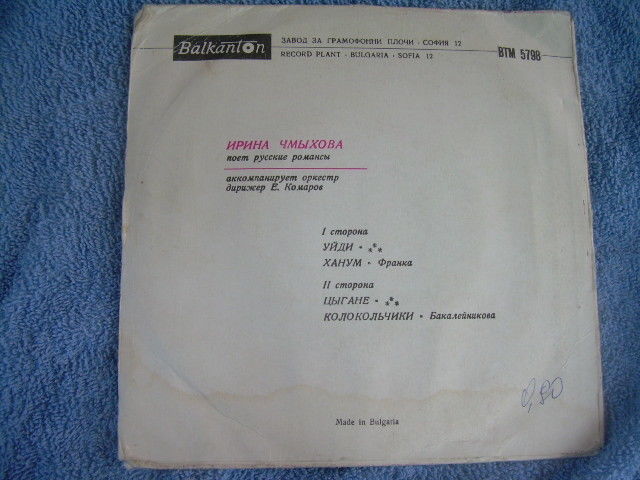 Balkanton
ЗАВОД ЗА ГРАМОФОННИ ПЛОЧИ · СОФИЯ 12
RECORD PLANT · BULGARIA · SOFIA 12
ВТМ 5798
ИРИНА ЧМЫХОВА
поет русские романсы
аккомпанирует оркестр
дирижер Е. Комаров
I сторона
УЙДИ • ***
ХАНУМ • Франка
II сторона
ЦЫГАНЕ • ***
КОЛОКОЛЬЧИКИ • Бакалейникова
0,80
Made in Bulgaria